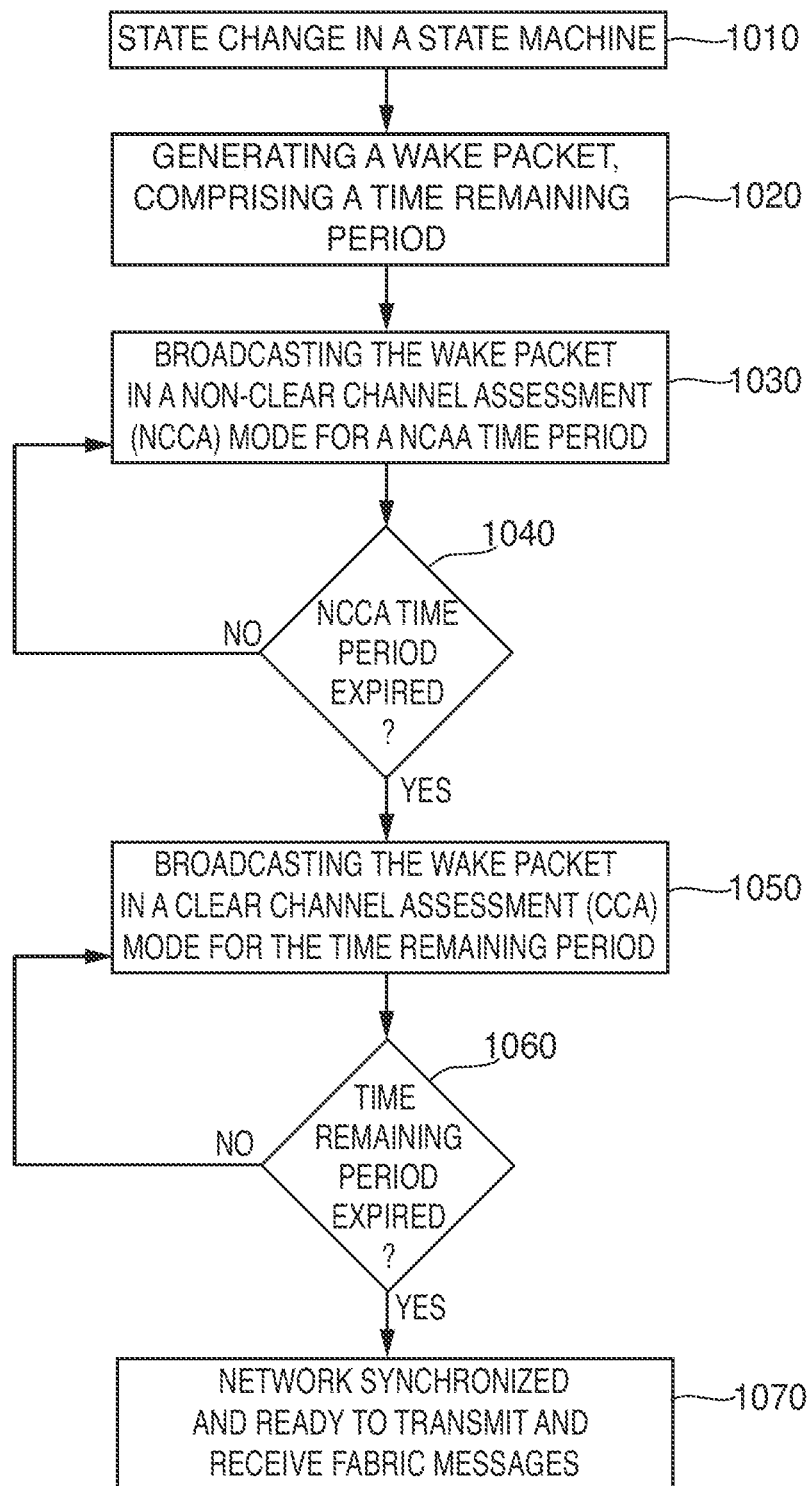 STATE CHANGE IN A STATE MACHINE
1010
GENERATING A WAKE PACKET,
COMPRISING A TIME REMAINING
PERIOD
1020
BROADCASTING THE WAKE PACKET
IN A NON-CLEAR CHANNEL ASSESSMENT
(NCCA) MODE FOR A NCAA TIME PERIOD
1030
1040
NCCA TIME
PERIOD
EXPIRED
?
NO
YES
BROADCASTING THE WAKE PACKET
IN A CLEAR CHANNEL ASSESSMENT (CCA)
MODE FOR THE TIME REMAINING PERIOD
1050
1060
TIME
REMAINING
PERIOD
EXPIRED
?
NO
YES
NETWORK SYNCHRONIZED
AND READY TO TRANSMIT AND
RECEIVE FABRIC MESSAGES
1070